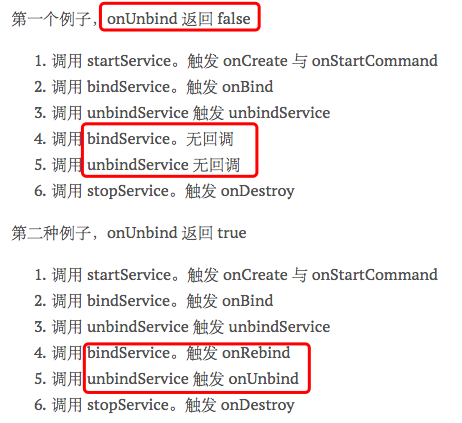 第一个例子，onUnbind 返回 false
1. 调用 startService。触发 onCreate 与 onStartCommand
2. 调用 bindService。触发 onBind
3. 调用 unbindService 触发 unbindService
4. 调用 bindService。无回调
5. 调用 unbindService 无回调
6. 调用 stopService。触发 onDestroy
第二种例子，onUnbind 返回 true
1. 调用 startService。触发 onCreate 与 onStartCommand
2. 调用 bindService。触发 onBind
3. 调用 unbindService 触发 unbindService
4. 调用 bindService。触发 onRebind
5. 调用 unbindService 触发 onUnbind
6. 调用 stopService。触发 onDestroy